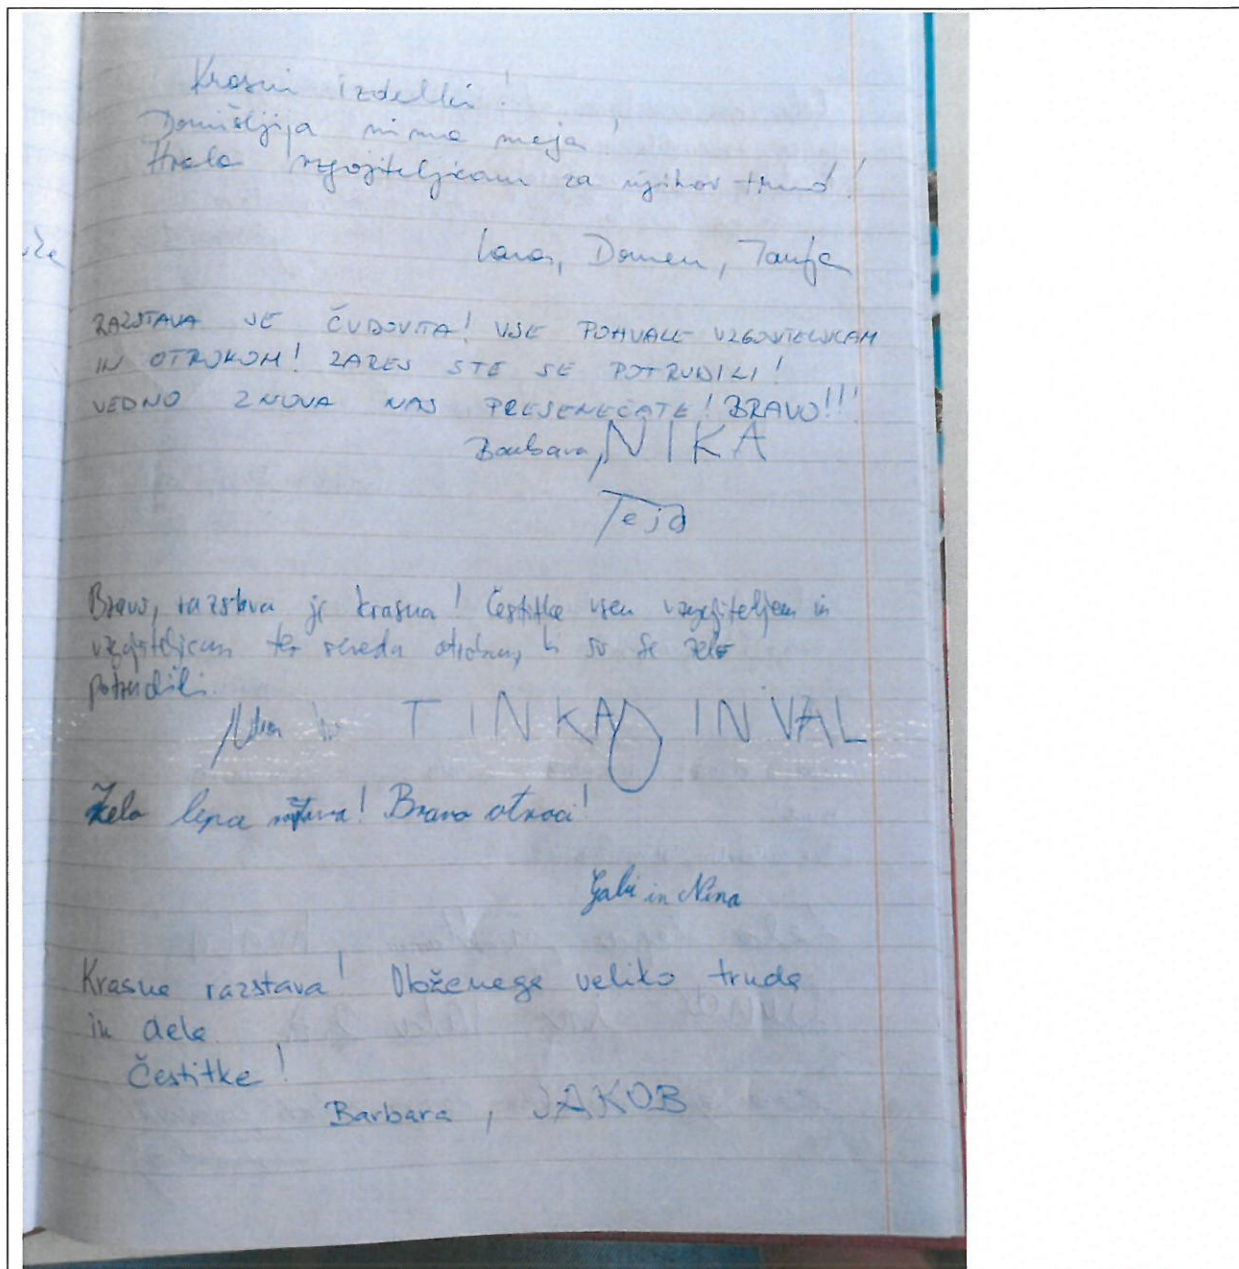 Krasni izdelki!
Domišljija nima meja!
Hvala vzgojiteljicam za njihov trud!
Lara, Domen, Tanja
RAZSTAVA JE ČUDOVITA! VSE POHVALE VZGOJITELJICAM
IN OTROKOM! ZARES STE SE POTRUDILI!
VEDNO ZNOVA NAS PRESENEČATE! BRAVO!!!
Barbara, NIKA
Teja
Bravo, razstava je krasna! Čestitke vsem vzgojiteljem in
vzgojiteljicam ter seveda otrokom, ki so se zelo
potrudili.
in TINKA IN VAL
Zelo lepa razstava! Bravo otroci!
Gabi in Nina
Krasna razstava! Vloženega veliko truda
in dela
Čestitke!
Barbara, JAKOB